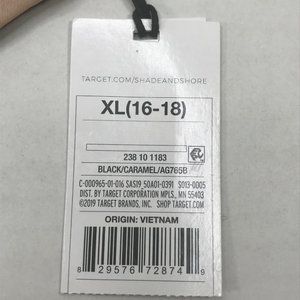 TARGET.COM/SHADEANDSHORE
XL(16-18)
238 10 1183
BLACK/CARAMEL/AG765B
C-000965-01-016 SAS19_50A01-0391 S013-0005
DIST. BY TARGET CORPORATION MPLS, MN 55403
©2019 TARGET BRANDS, INC. SHOP TARGET.COM
ORIGIN: VIETNAM
8 29576 72874 9